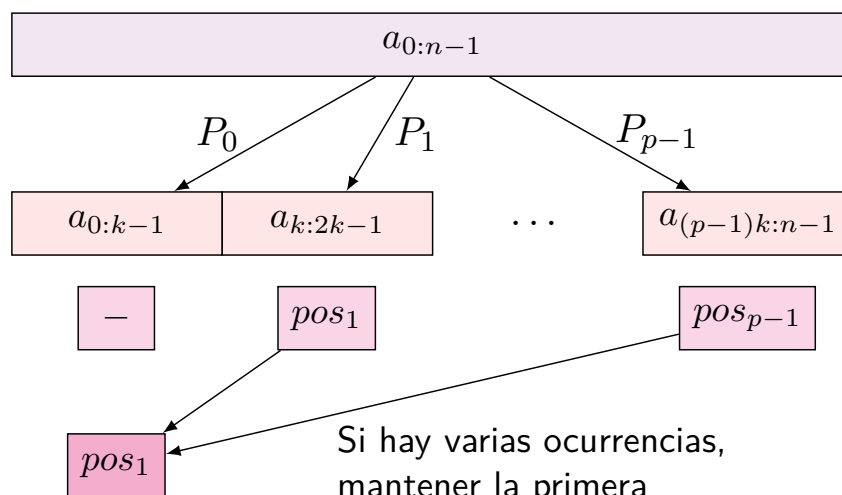 a_{0:n−1}
P_0 P_1 P_{p−1}
a_{0:k−1} a_{k:2k−1} … a_{(p−1)k:n−1}
− pos_1 pos_{p−1}
pos_1
Si hay varias ocurrencias,
mantener la primera